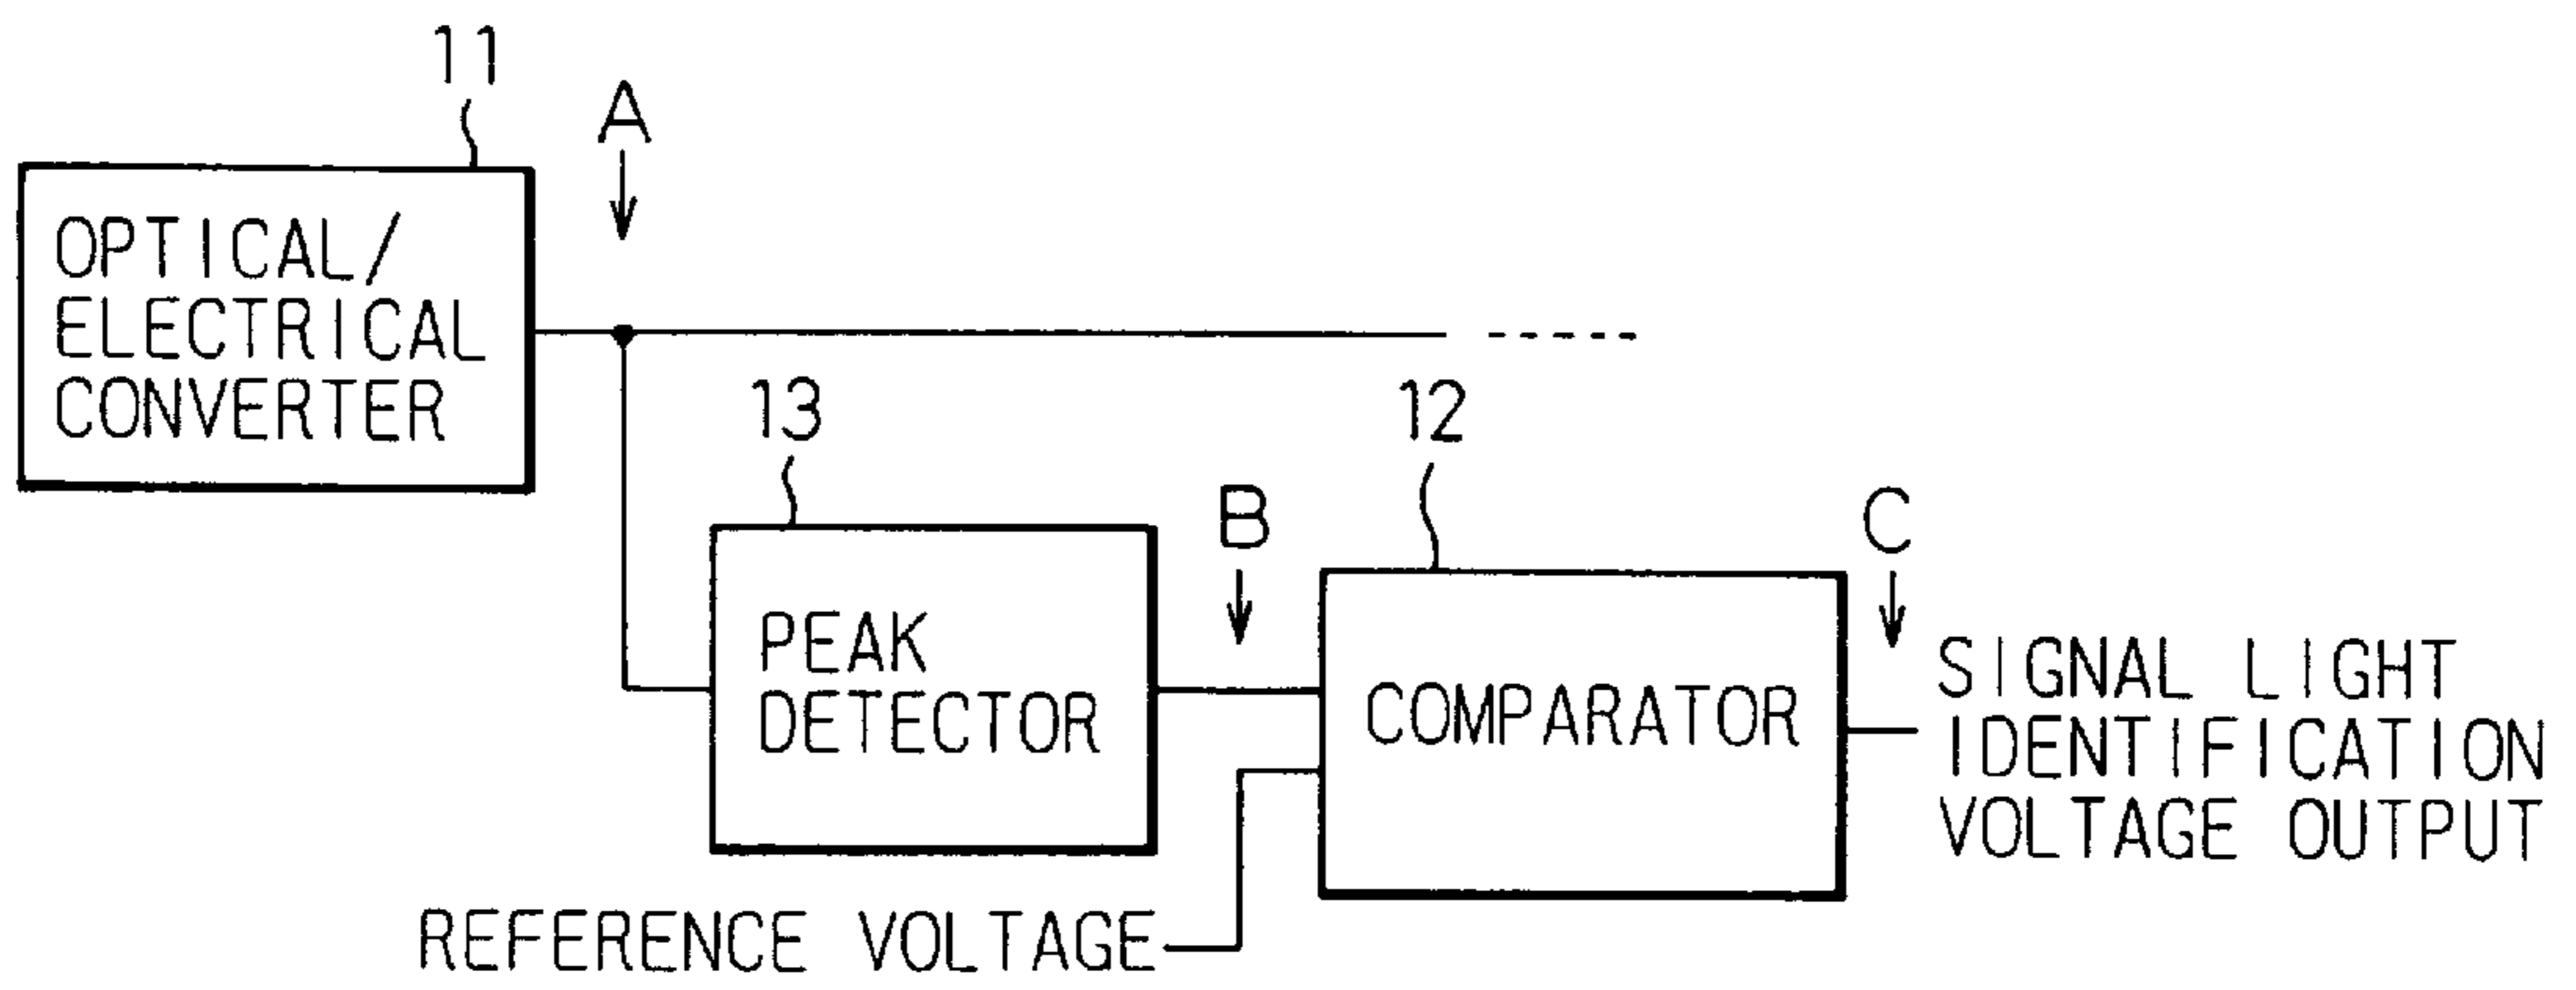 11
A
OPTICAL/
ELECTRICAL
CONVERTER
13
12
B
C
PEAK
DETECTOR
COMPARATOR
SIGNAL LIGHT
IDENTIFICATION
VOLTAGE OUTPUT
REFERENCE VOLTAGE